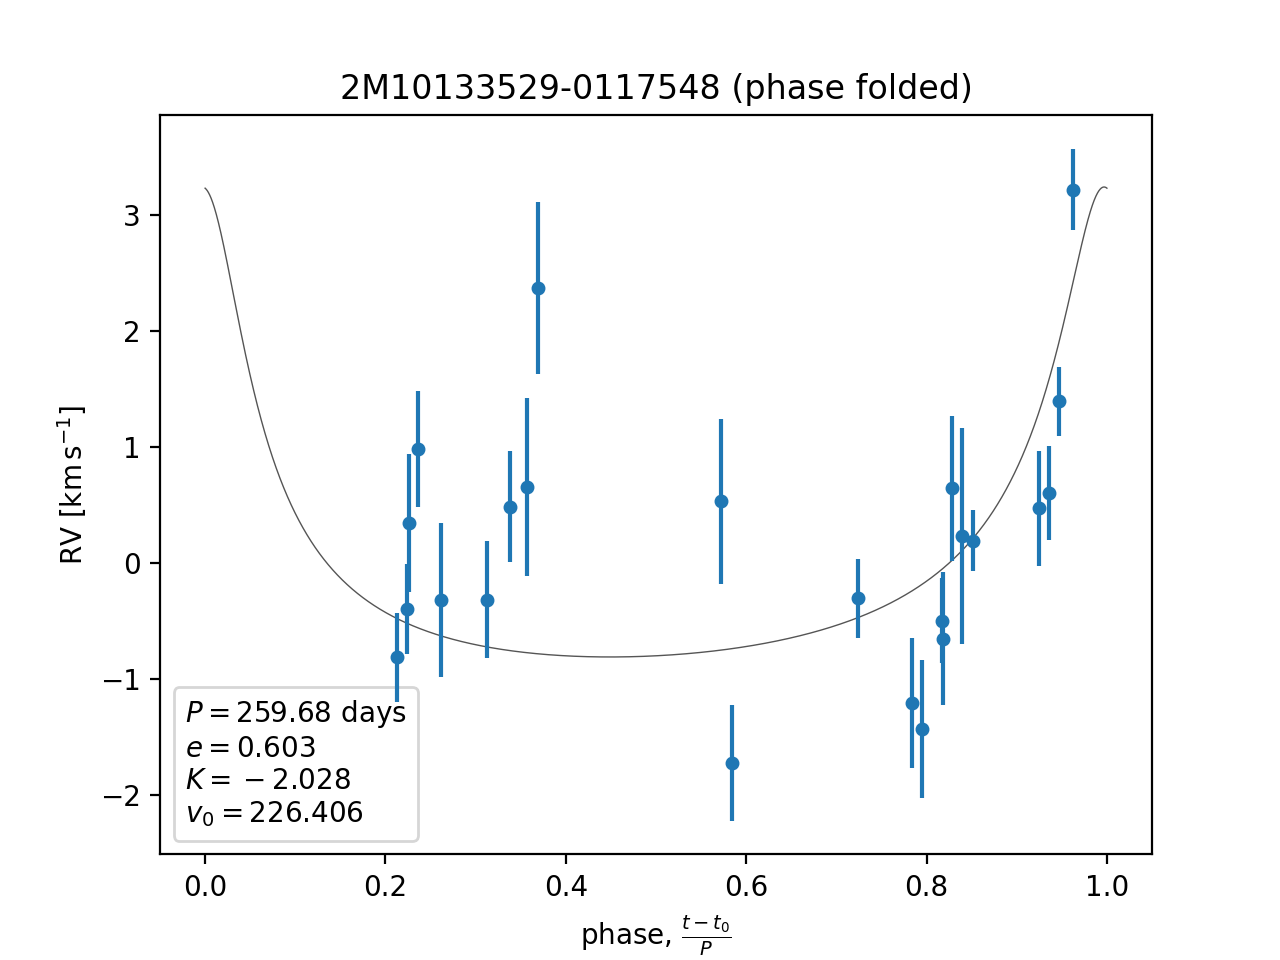 2M10133529-0117548 (phase folded)
RV [km s⁻¹]
3
2
1
0
−1
−2
P = 259.68 days
e = 0.603
K = −2.028
v₀ = 226.406
0.0 0.2 0.4 0.6 0.8 1.0
phase, (t − t₀)/P